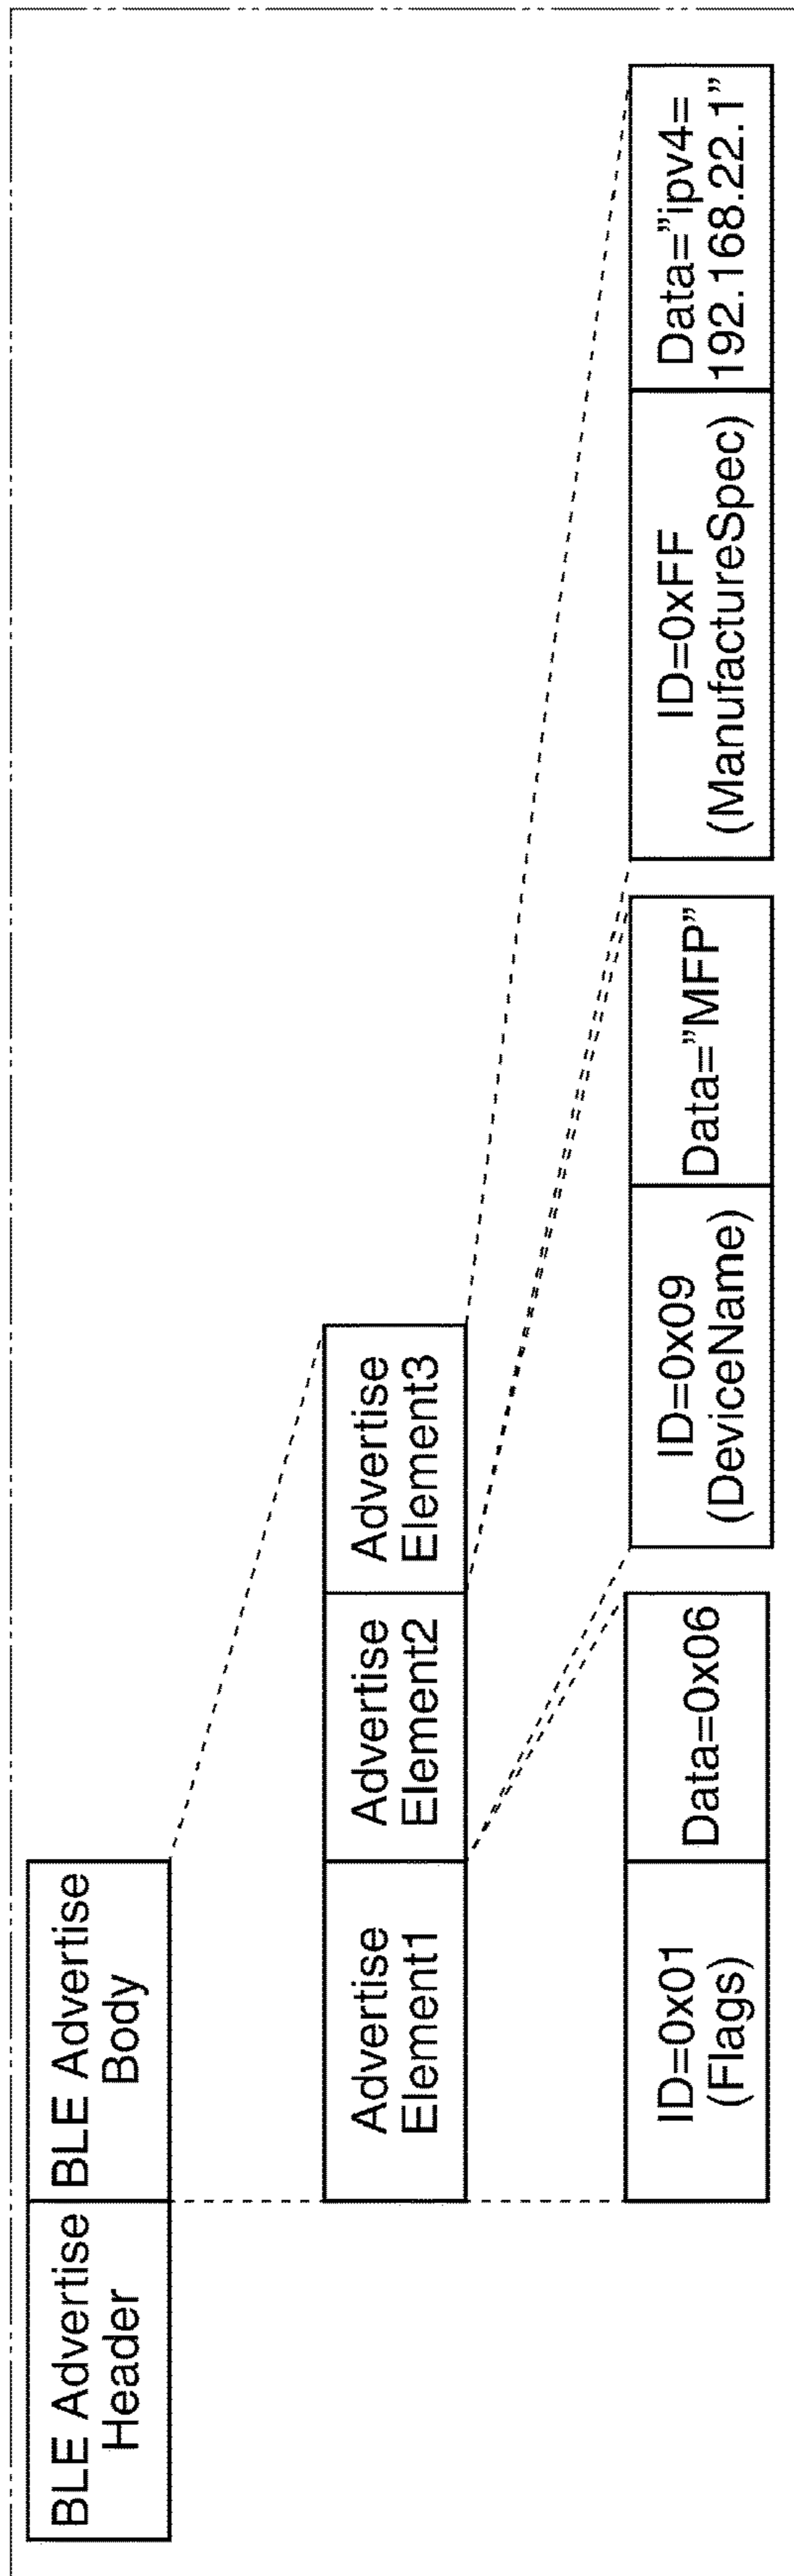 BLE Advertise
Header
BLE Advertise
Body
Advertise
Element1
Advertise
Element2
Advertise
Element3
ID=0x01
(Flags)
Data=0x06
ID=0x09
(DeviceName)
Data=”MFP”
ID=0xFF
(ManufactureSpec)
Data=”ipv4=
192.168.22.1”